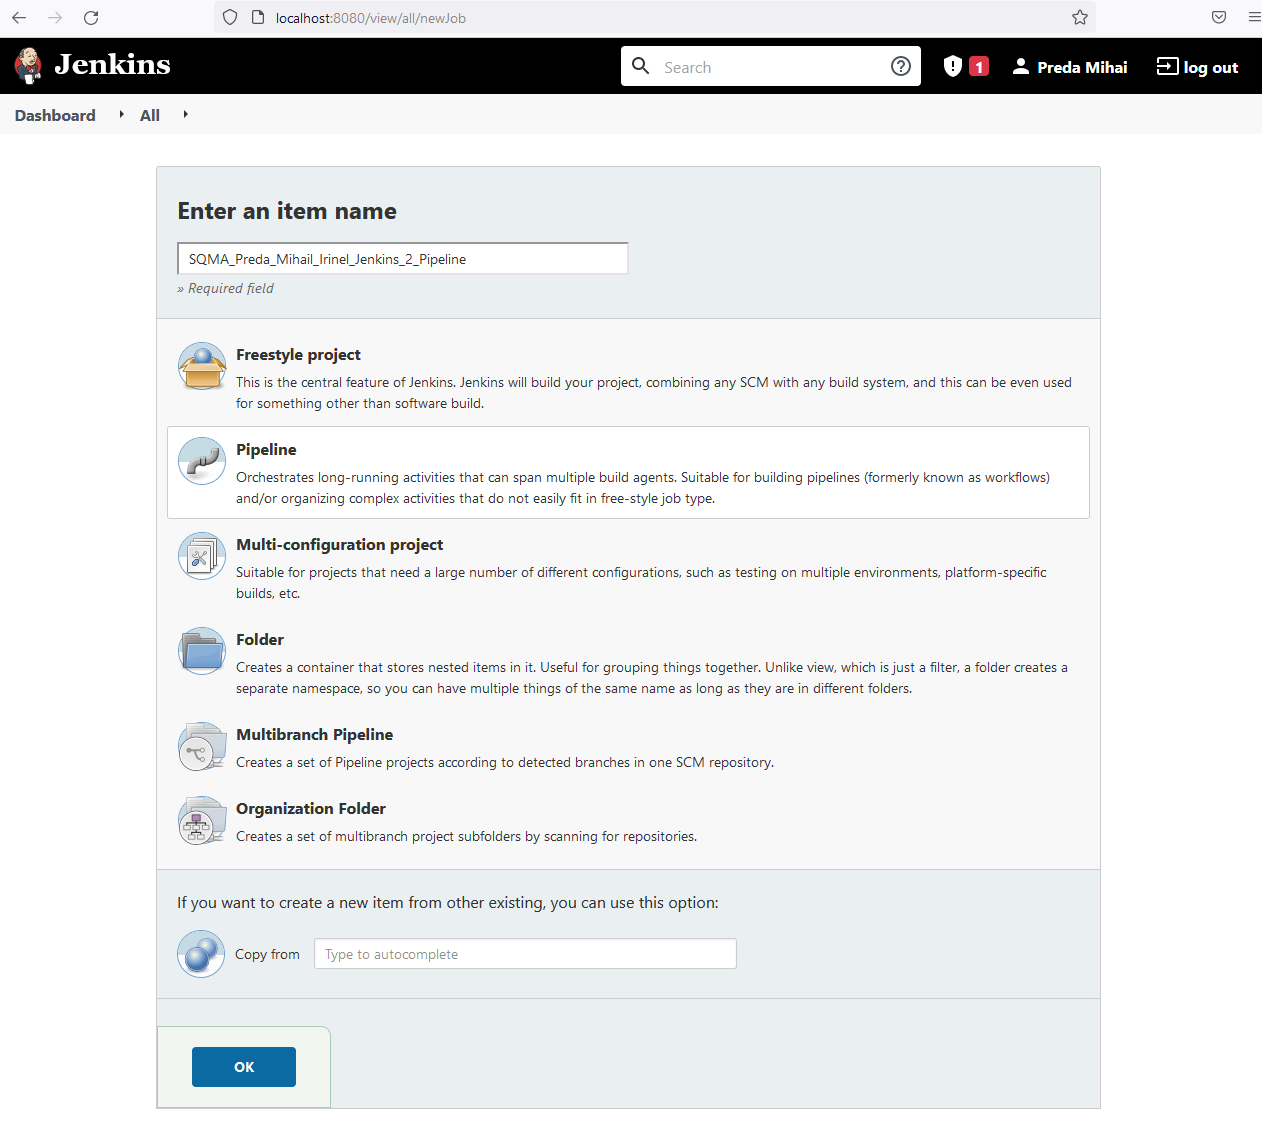 localhost:8080/view/all/newJob
Jenkins
Search
1
Preda Mihai
log out
Dashboard
All
Enter an item name
SQMA_Preda_Mihail_Irinel_Jenkins_2_Pipeline
» Required field
Freestyle project
This is the central feature of Jenkins. Jenkins will build your project, combining any SCM with any build system, and this can be even used
for something other than software build.
Pipeline
Orchestrates long-running activities that can span multiple build agents. Suitable for building pipelines (formerly known as workflows)
and/or organizing complex activities that do not easily fit in free-style job type.
Multi-configuration project
Suitable for projects that need a large number of different configurations, such as testing on multiple environments, platform-specific
builds, etc.
Folder
Creates a container that stores nested items in it. Useful for grouping things together. Unlike view, which is just a filter, a folder creates a
separate namespace, so you can have multiple things of the same name as long as they are in different folders.
Multibranch Pipeline
Creates a set of Pipeline projects according to detected branches in one SCM repository.
Organization Folder
Creates a set of multibranch project subfolders by scanning for repositories.
If you want to create a new item from other existing, you can use this option:
Copy from
Type to autocomplete
OK